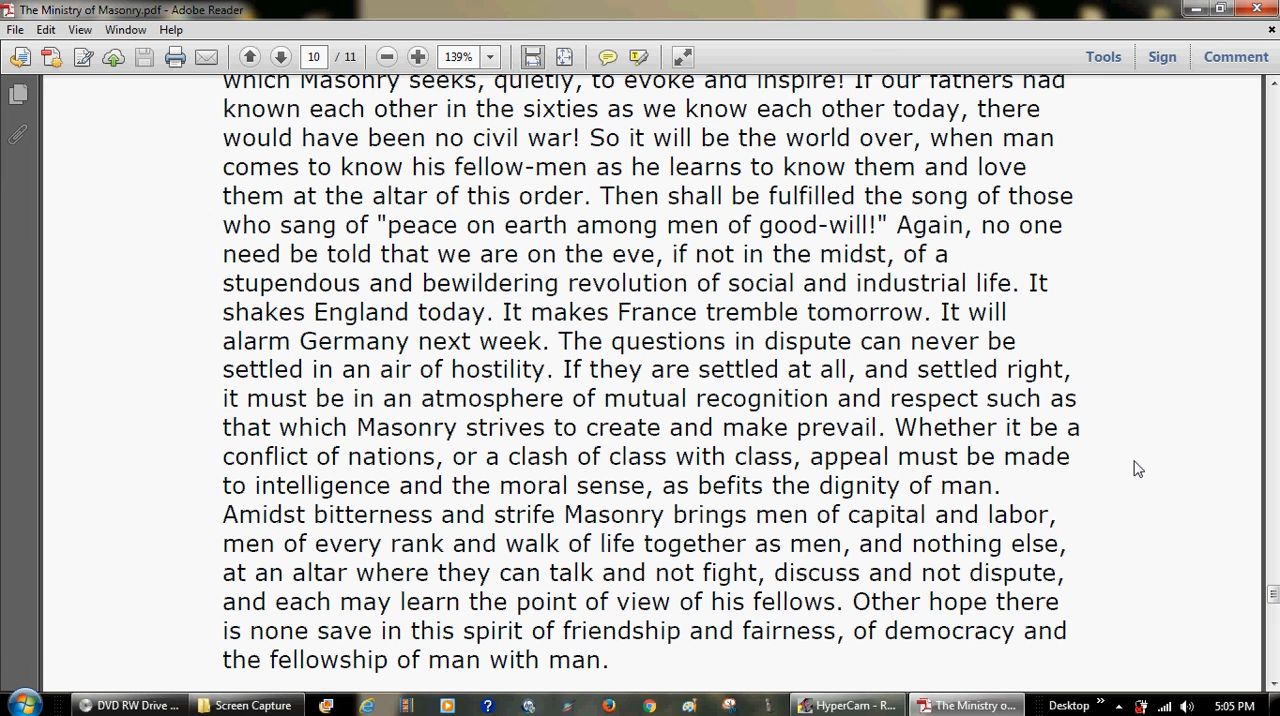 The Ministry of Masonry.pdf - Adobe Reader
File Edit View Window Help
10 / 11 139% Tools Sign Comment
which Masonry seeks, quietly, to evoke and inspire! If our fathers had
known each other in the sixties as we know each other today, there
would have been no civil war! So it will be the world over, when man
comes to know his fellow-men as he learns to know them and love
them at the altar of this order. Then shall be fulfilled the song of those
who sang of "peace on earth among men of good-will!" Again, no one
need be told that we are on the eve, if not in the midst, of a
stupendous and bewildering revolution of social and industrial life. It
shakes England today. It makes France tremble tomorrow. It will
alarm Germany next week. The questions in dispute can never be
settled in an air of hostility. If they are settled at all, and settled right,
it must be in an atmosphere of mutual recognition and respect such as
that which Masonry strives to create and make prevail. Whether it be a
conflict of nations, or a clash of class with class, appeal must be made
to intelligence and the moral sense, as befits the dignity of man.
Amidst bitterness and strife Masonry brings men of capital and labor,
men of every rank and walk of life together as men, and nothing else,
at an altar where they can talk and not fight, discuss and not dispute,
and each may learn the point of view of his fellows. Other hope there
is none save in this spirit of friendship and fairness, of democracy and
the fellowship of man with man.
DVD RW Drive ... Screen Capture HyperCam - R... The Ministry o... Desktop 5:05 PM